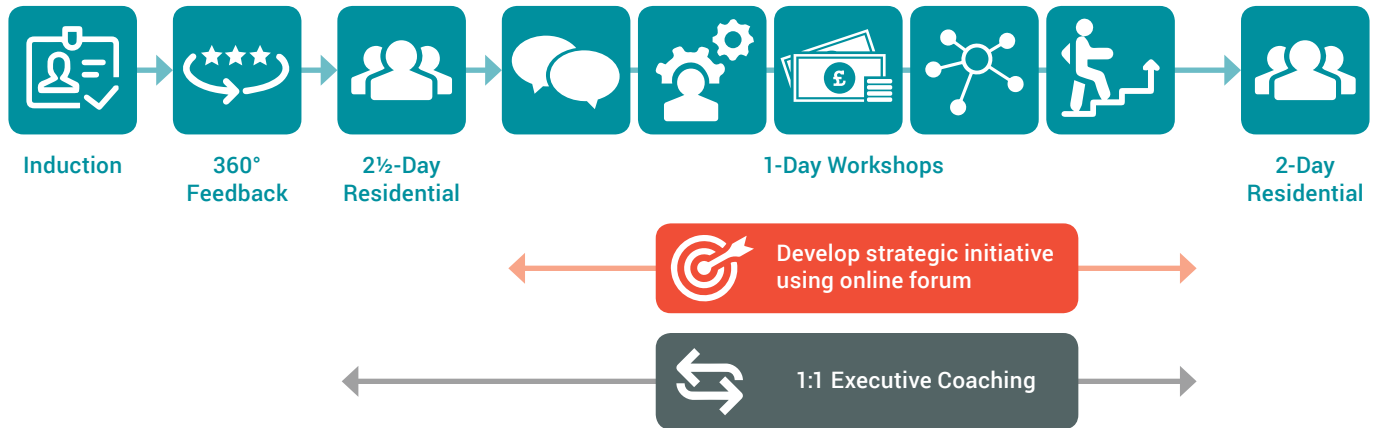 £
Induction
360°
Feedback
2½-Day
Residential
1-Day Workshops
2-Day
Residential
Develop strategic initiative
using online forum
1:1 Executive Coaching